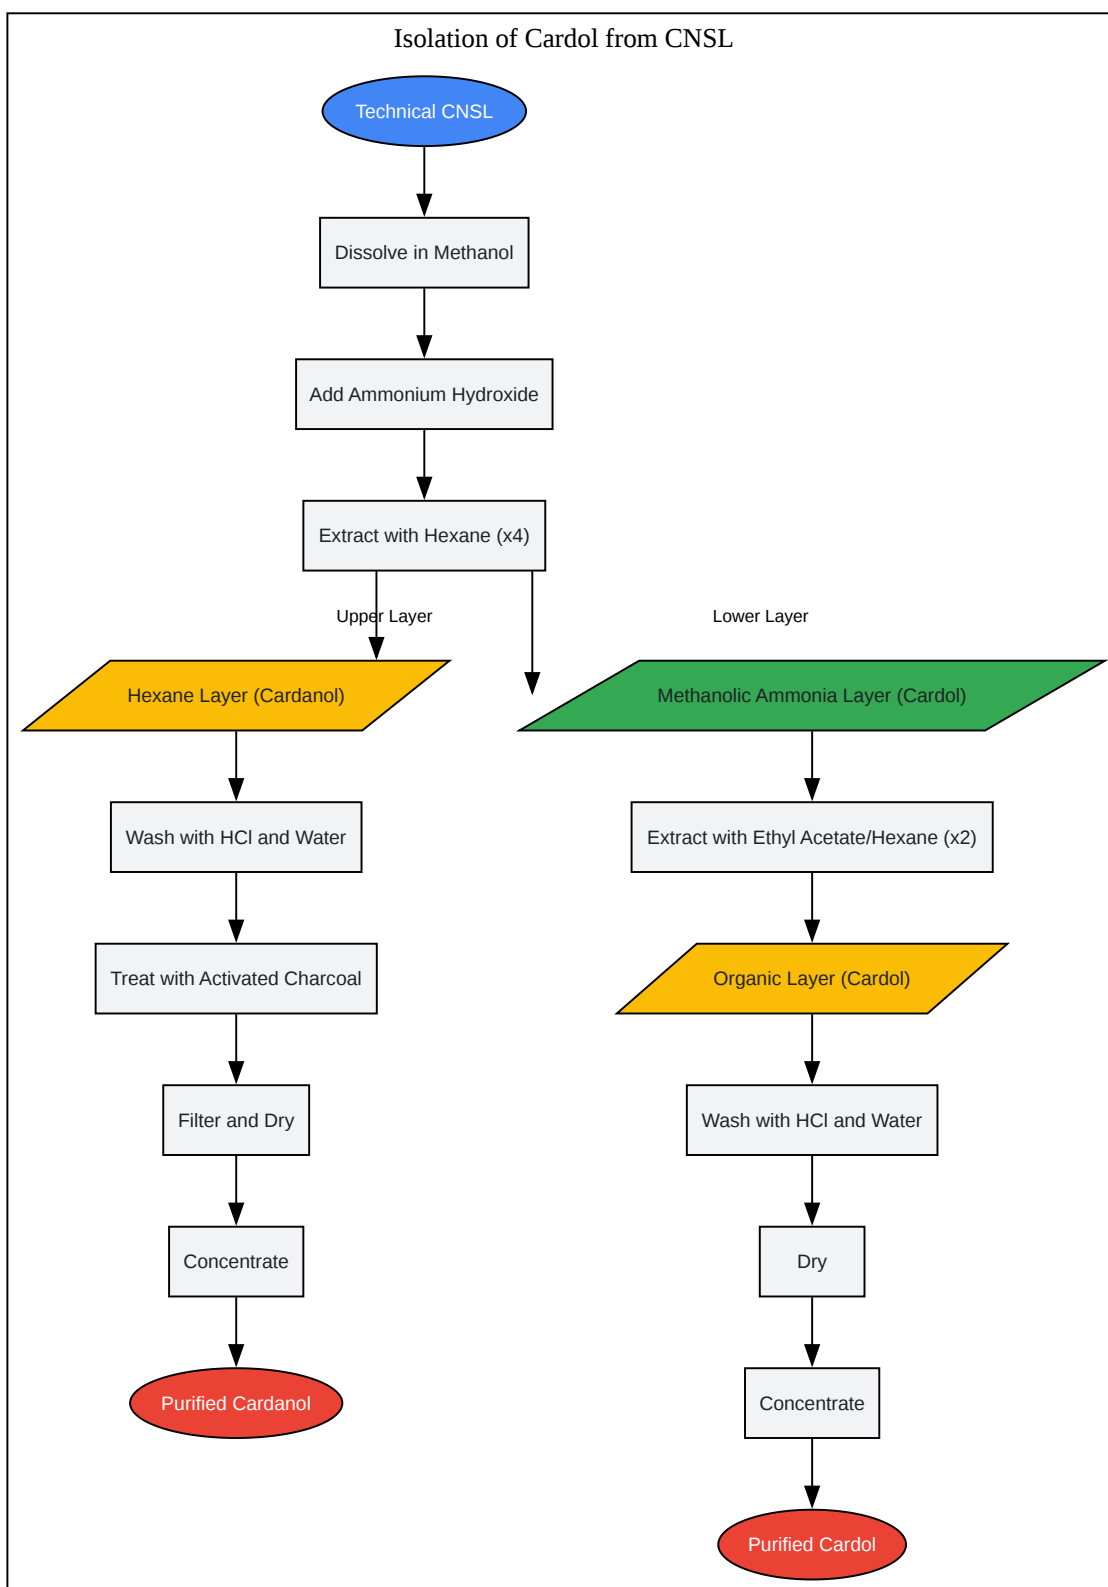 Isolation of Cardol from CNSL
Technical CNSL
Dissolve in Methanol
Add Ammonium Hydroxide
Extract with Hexane (x4)
Upper Layer
Lower Layer
Hexane Layer (Cardanol)
Methanolic Ammonia Layer (Cardol)
Wash with HCl and Water
Extract with Ethyl Acetate/Hexane (x2)
Treat with Activated Charcoal
Organic Layer (Cardol)
Filter and Dry
Wash with HCl and Water
Concentrate
Dry
Purified Cardanol
Concentrate
Purified Cardol